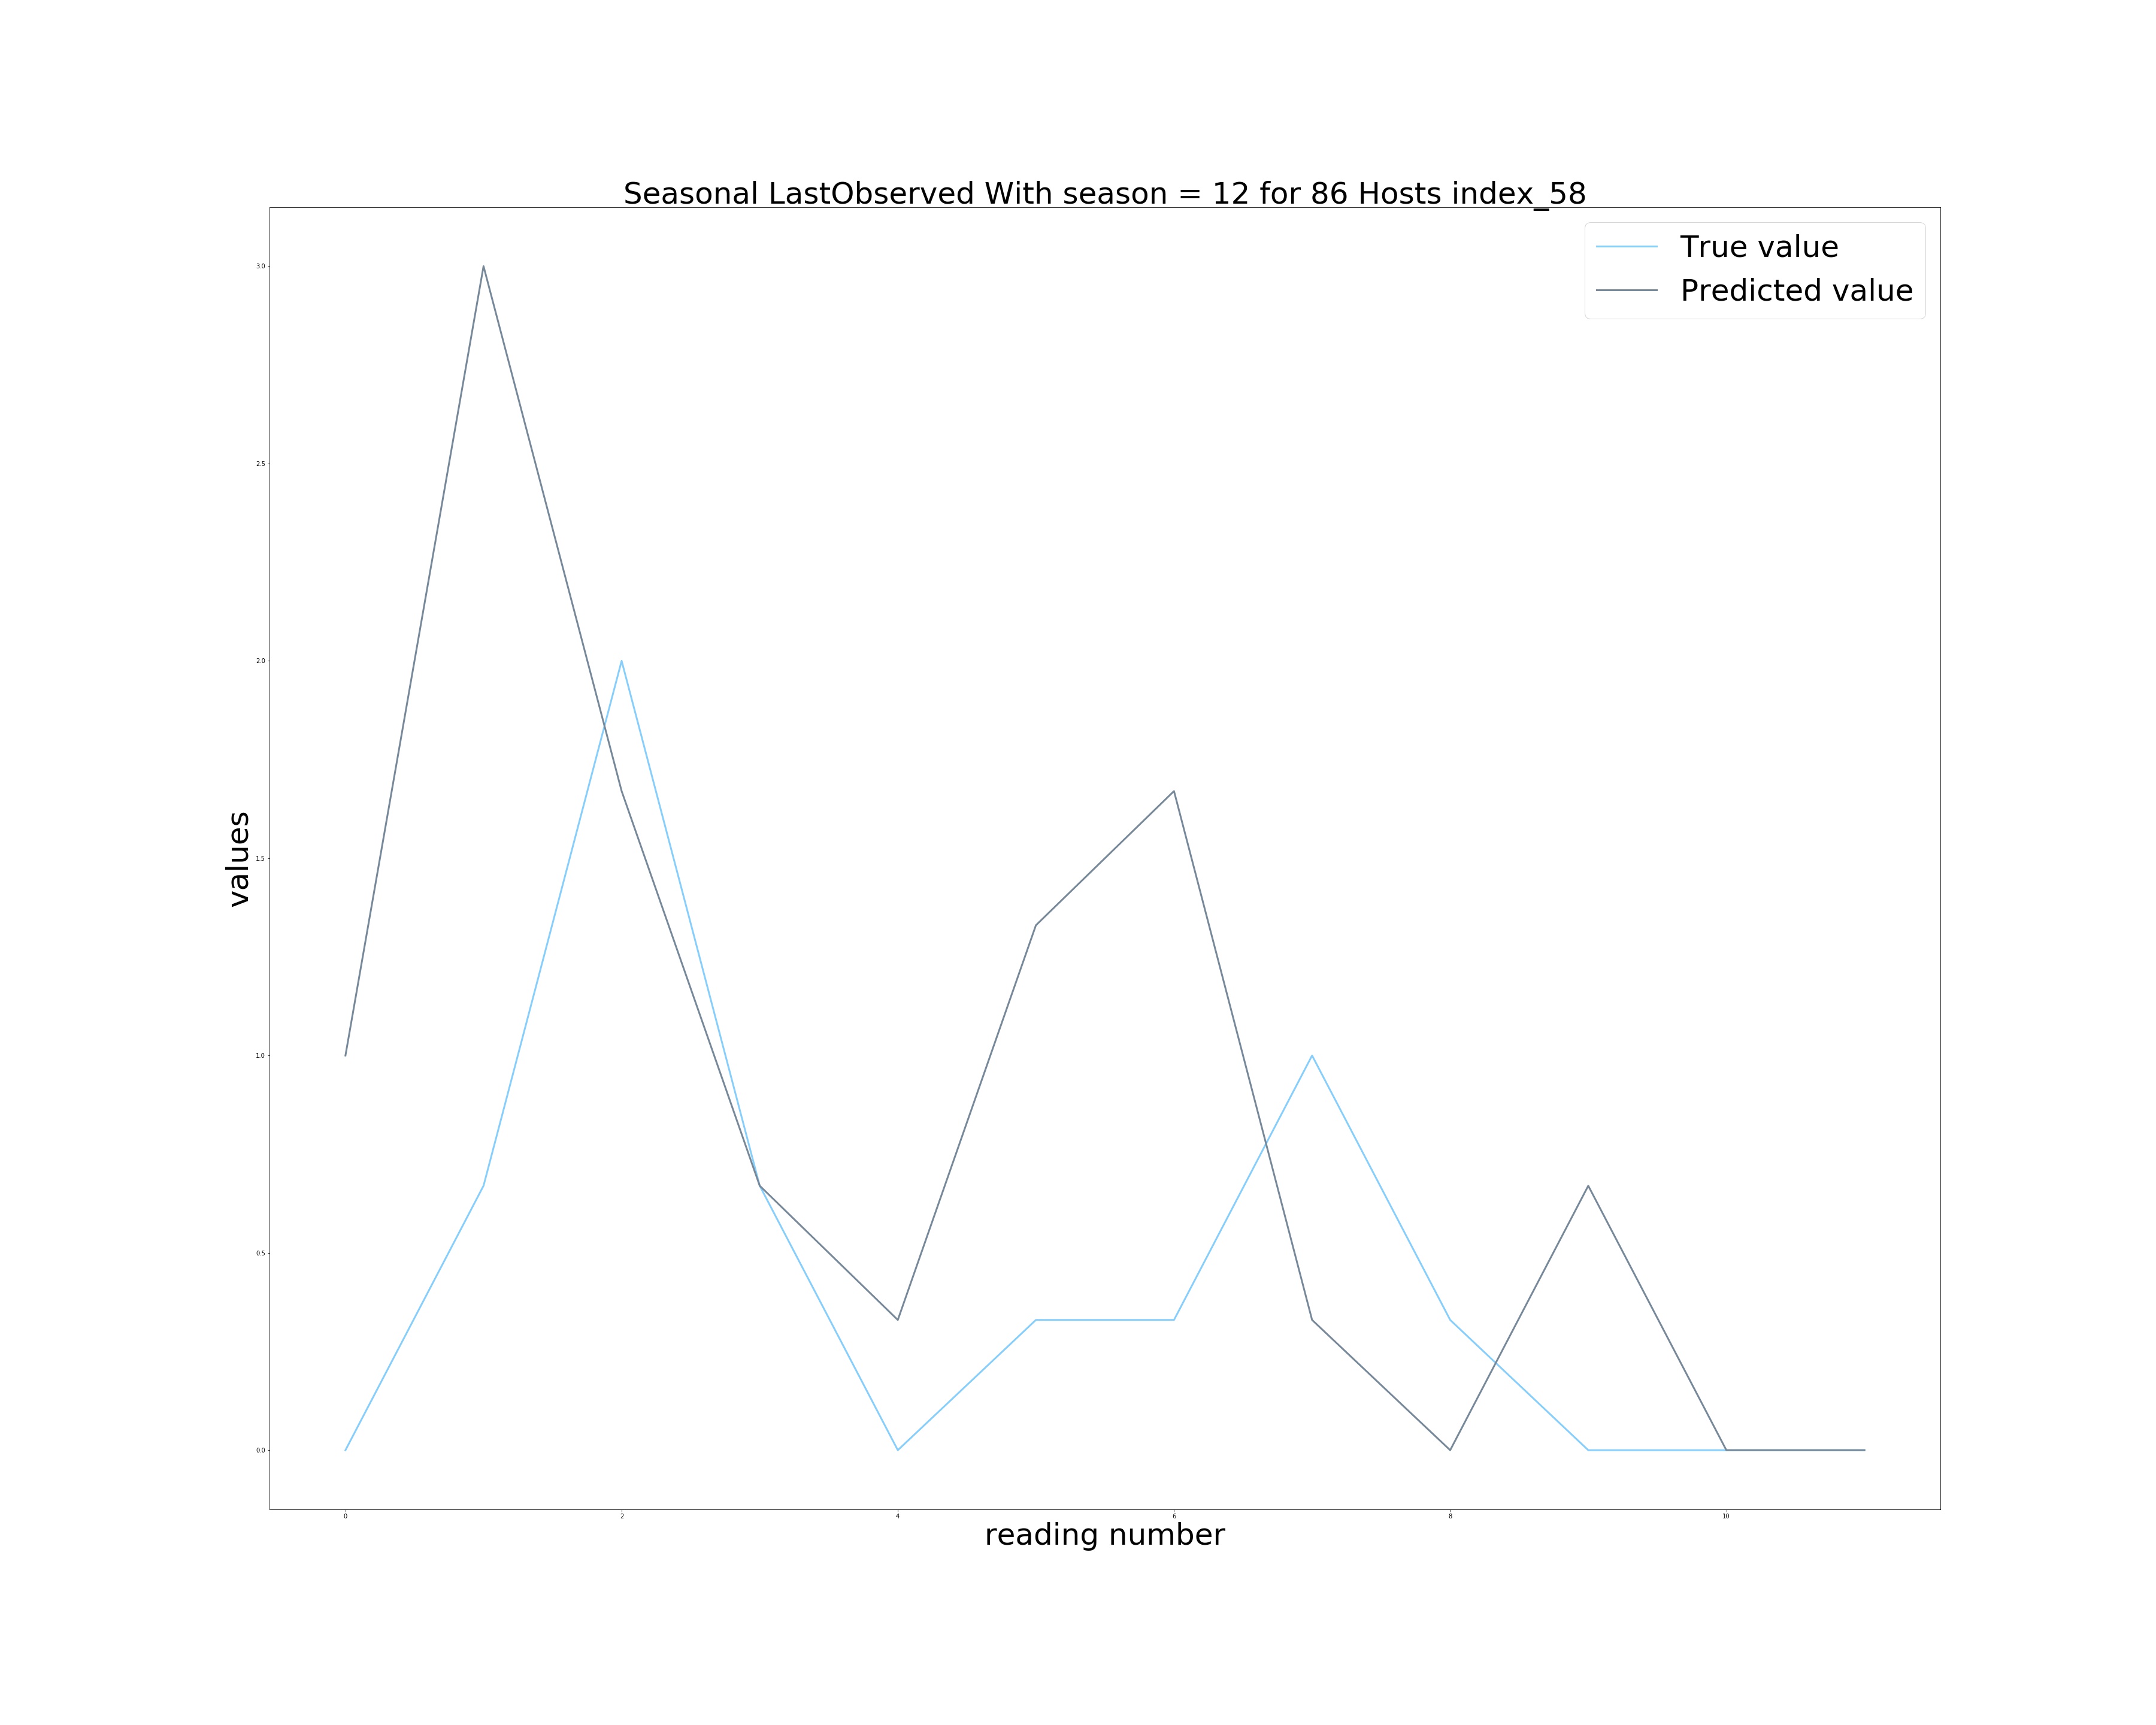 Seasonal LastObserved With season = 12 for 86 Hosts index_58
True value
Predicted value
3.0
2.5
2.0
1.5
1.0
0.5
0.0
values
0 2 4 6 8 10
reading number